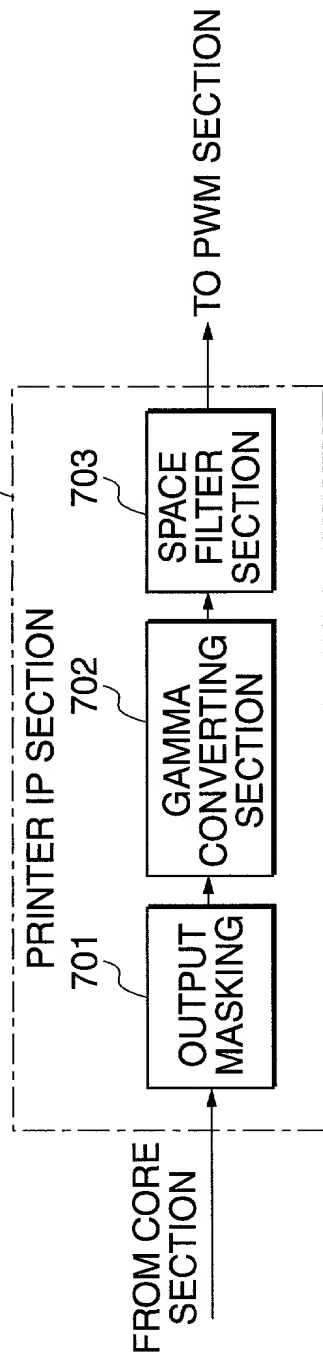 PRINTER IP SECTION
FROM CORE
SECTION
701
OUTPUT
MASKING
702
GAMMA
CONVERTING
SECTION
703
SPACE
FILTER
SECTION
TO PWM SECTION